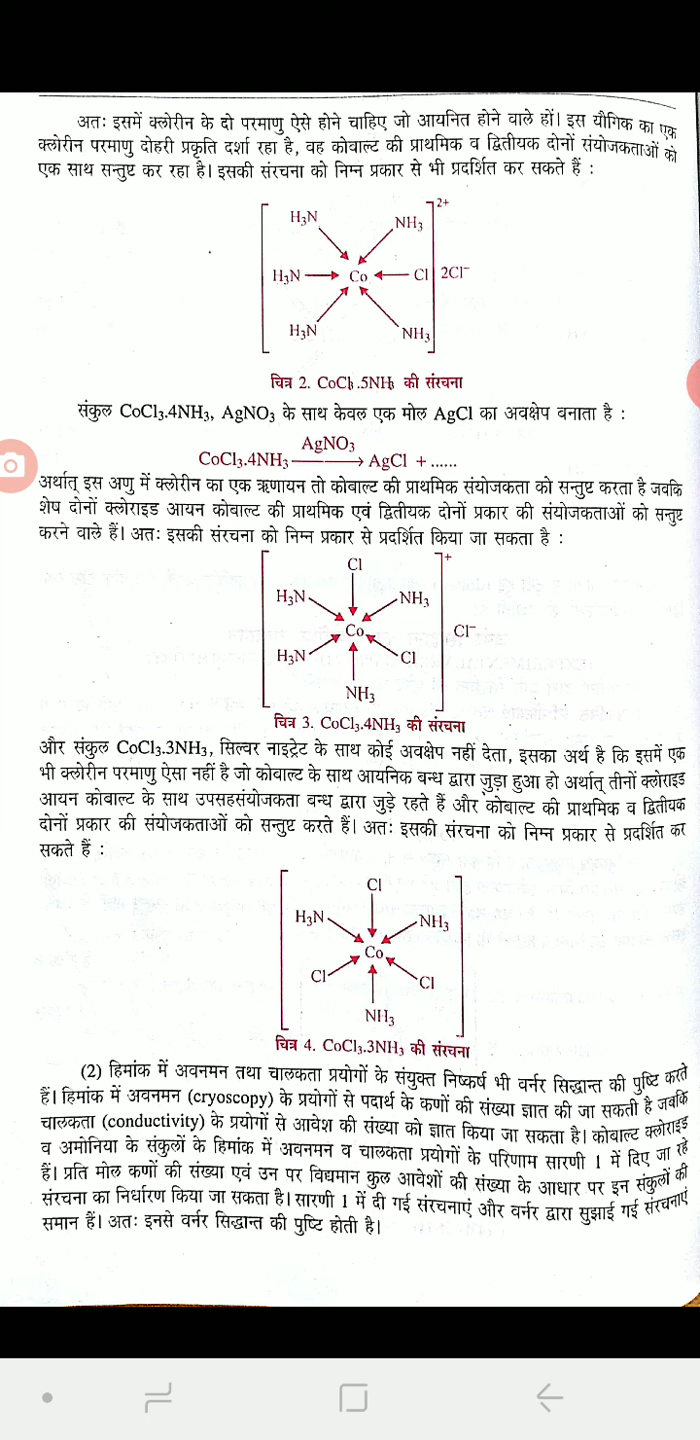 अतः इसमें क्लोरीन के दो परमाणु ऐसे होने चाहिए जो आयनित होने वाले हों। इस यौगिक का एक
क्लोरीन परमाणु दोहरी प्रकृति दर्शा रहा है, वह कोबाल्ट की प्राथमिक व द्वितीयक दोनों संयोजकताओं को
एक साथ सन्तुष्ट कर रहा है। इसकी संरचना को निम्न प्रकार से भी प्रदर्शित कर सकते हैं :
2+
H₃N NH₃
H₃N Co Cl 2Cl⁻
H₃N NH₃
चित्र 2. CoCl₃.5NH₃ की संरचना
संकुल CoCl₃.4NH₃, AgNO₃ के साथ केवल एक मोल AgCl का अवक्षेप बनाता है :
AgNO₃
CoCl₃.4NH₃ ⟶ AgCl + ......
अर्थात् इस अणु में क्लोरीन का एक ऋणायन तो कोबाल्ट की प्राथमिक संयोजकता को सन्तुष्ट करता है जबकि
शेष दोनों क्लोराइड आयन कोबाल्ट की प्राथमिक एवं द्वितीयक दोनों प्रकार की संयोजकताओं को सन्तुष्ट
करने वाले हैं। अतः इसकी संरचना को निम्न प्रकार से प्रदर्शित किया जा सकता है :
Cl +
H₃N NH₃
Co Cl⁻
H₃N Cl
NH₃
चित्र 3. CoCl₃.4NH₃ की संरचना
और संकुल CoCl₃.3NH₃, सिल्वर नाइट्रेट के साथ कोई अवक्षेप नहीं देता, इसका अर्थ है कि इसमें एक
भी क्लोरीन परमाणु ऐसा नहीं है जो कोबाल्ट के साथ आयनिक बन्ध द्वारा जुड़ा हुआ हो अर्थात् तीनों क्लोराइड
आयन कोबाल्ट के साथ उपसहसंयोजकता बन्ध द्वारा जुड़े रहते हैं और कोबाल्ट की प्राथमिक व द्वितीयक
दोनों प्रकार की संयोजकताओं को सन्तुष्ट करते हैं। अतः इसकी संरचना को निम्न प्रकार से प्रदर्शित कर
सकते हैं :
Cl
H₃N NH₃
Co
Cl Cl
NH₃
चित्र 4. CoCl₃.3NH₃ की संरचना
(2) हिमांक में अवनमन तथा चालकता प्रयोगों के संयुक्त निष्कर्ष भी वर्नर सिद्धान्त की पुष्टि करते
हैं। हिमांक में अवनमन (cryoscopy) के प्रयोगों से पदार्थ के कणों की संख्या ज्ञात की जा सकती है जबकि
चालकता (conductivity) के प्रयोगों से आवेश की संख्या को ज्ञात किया जा सकता है। कोबाल्ट क्लोराइड
व अमोनिया के संकुलों के हिमांक में अवनमन व चालकता प्रयोगों के परिणाम सारणी 1 में दिए जा रहे
हैं। प्रति मोल कणों की संख्या एवं उन पर विद्यमान कुल आवेशों की संख्या के आधार पर इन संकुलों की
संरचना का निर्धारण किया जा सकता है। सारणी 1 में दी गई संरचनाएं और वर्नर द्वारा सुझाई गई संरचनाएं
समान हैं। अतः इनसे वर्नर सिद्धान्त की पुष्टि होती है।